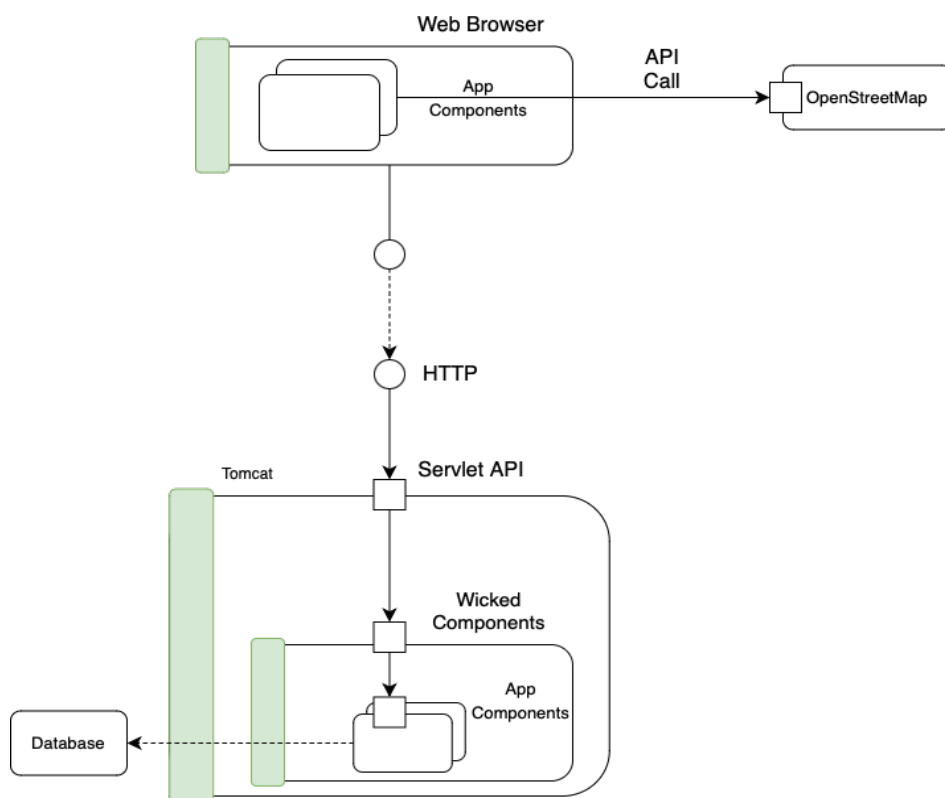 Web Browser
App
Components
API
Call
OpenStreetMap
HTTP
Tomcat
Servlet API
Wicked
Components
App
Components
Database